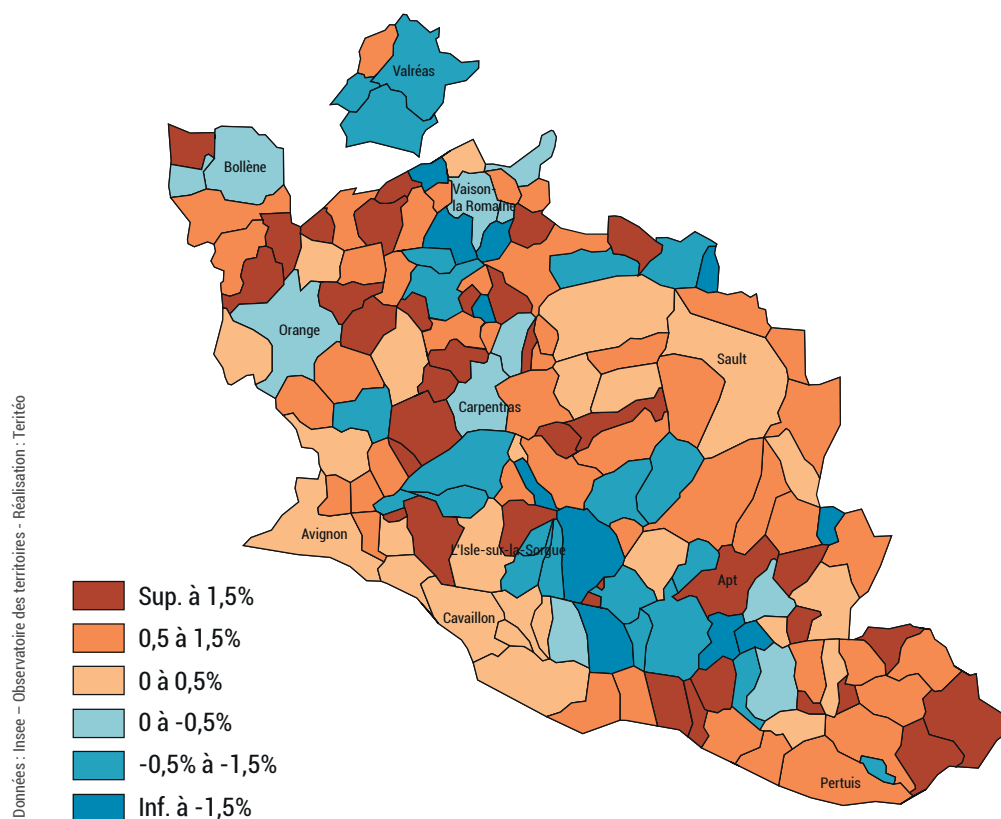 Valréas
Bollène
Vaison-
la Romaine
Orange
Sault
Carpentras
Avignon
L'Isle-sur-la-Sorgue
Apt
Cavaillon
Pertuis
Sup. à 1,5%
0,5 à 1,5%
0 à 0,5%
0 à -0,5%
-0,5% à -1,5%
Inf. à -1,5%
Données : Insee – Observatoire des territoires - Réalisation : Teritéo